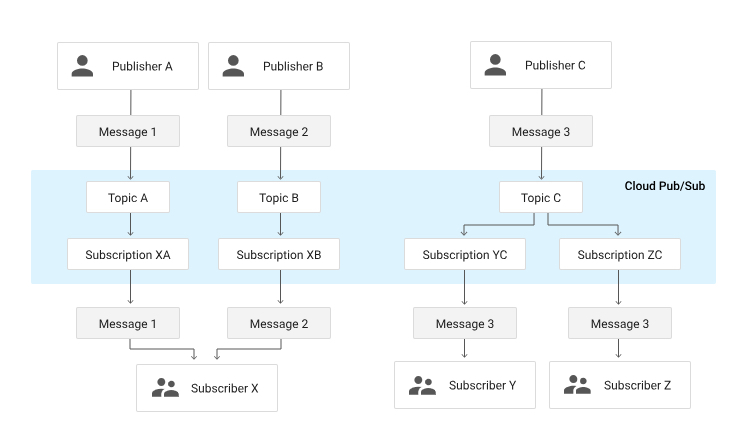 Publisher A
Publisher B
Publisher C
Message 1
Message 2
Message 3
Cloud Pub/Sub
Topic A
Topic B
Topic C
Subscription XA
Subscription XB
Subscription YC
Subscription ZC
Message 1
Message 2
Message 3
Message 3
Subscriber X
Subscriber Y
Subscriber Z